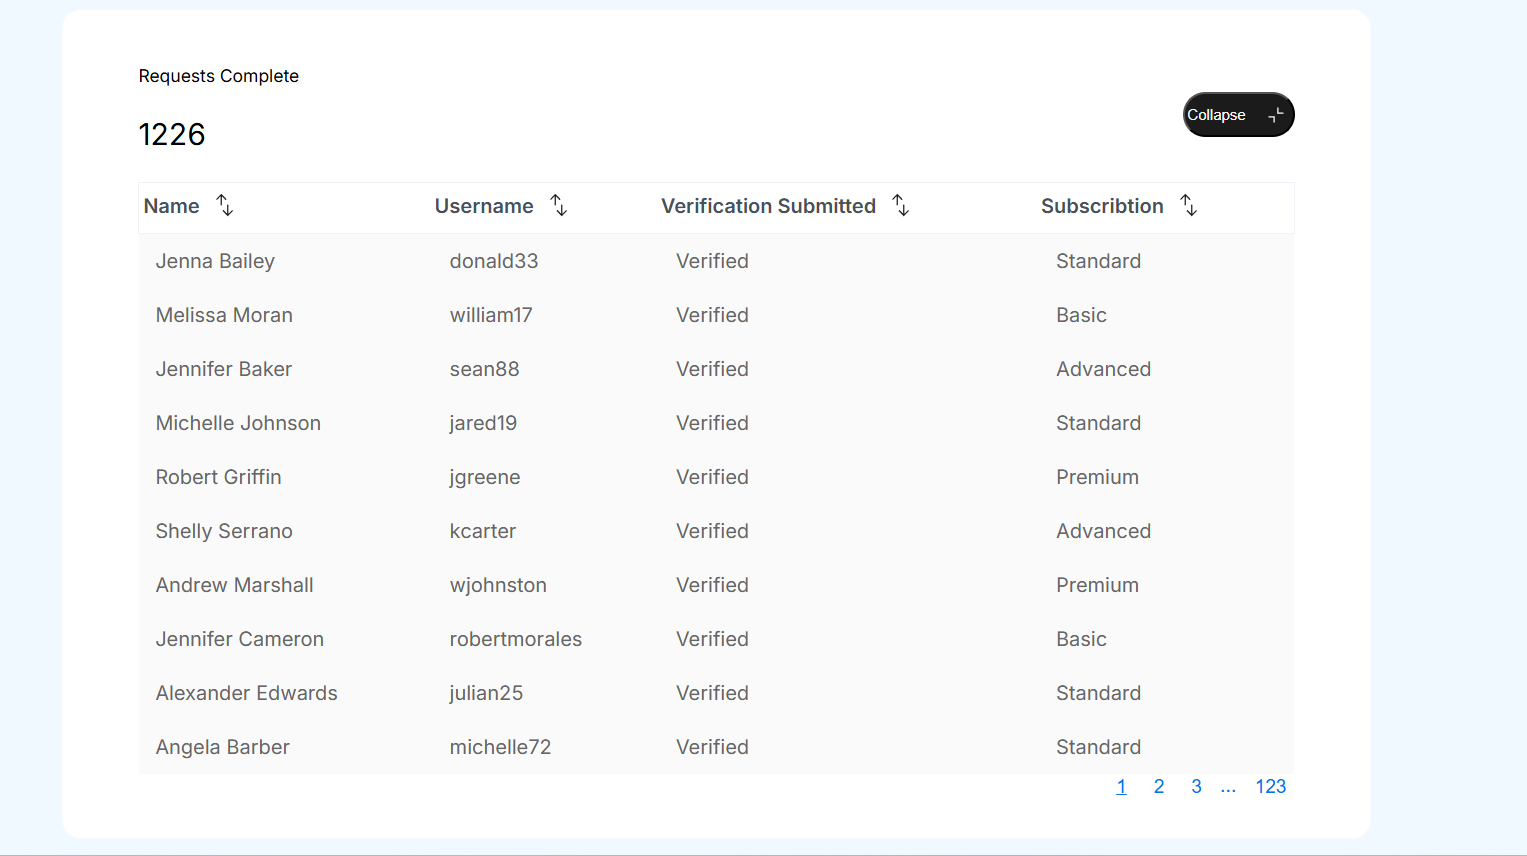 Requests Complete
Collapse
1226
Name Username Verification Submitted Subscribtion
Jenna Bailey donald33 Verified Standard
Melissa Moran william17 Verified Basic
Jennifer Baker sean88 Verified Advanced
Michelle Johnson jared19 Verified Standard
Robert Griffin jgreene Verified Premium
Shelly Serrano kcarter Verified Advanced
Andrew Marshall wjohnston Verified Premium
Jennifer Cameron robertmorales Verified Basic
Alexander Edwards julian25 Verified Standard
Angela Barber michelle72 Verified Standard
1 2 3 ... 123